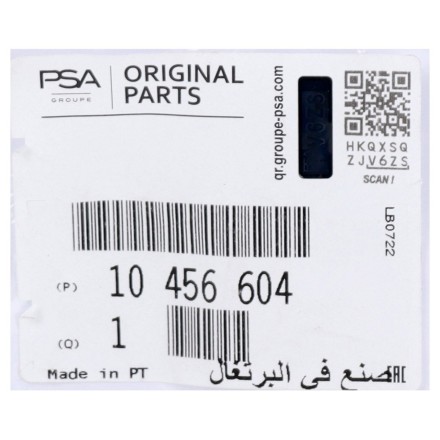 PSA
GROUPE
ORIGINAL
PARTS
qr.groupe-psa.com
HKQXSQ
ZJV6ZS
SCAN!
LB0722
(P) 10 456 604
(Q) 1
Made in PT
صنع في البرتغال
EAC